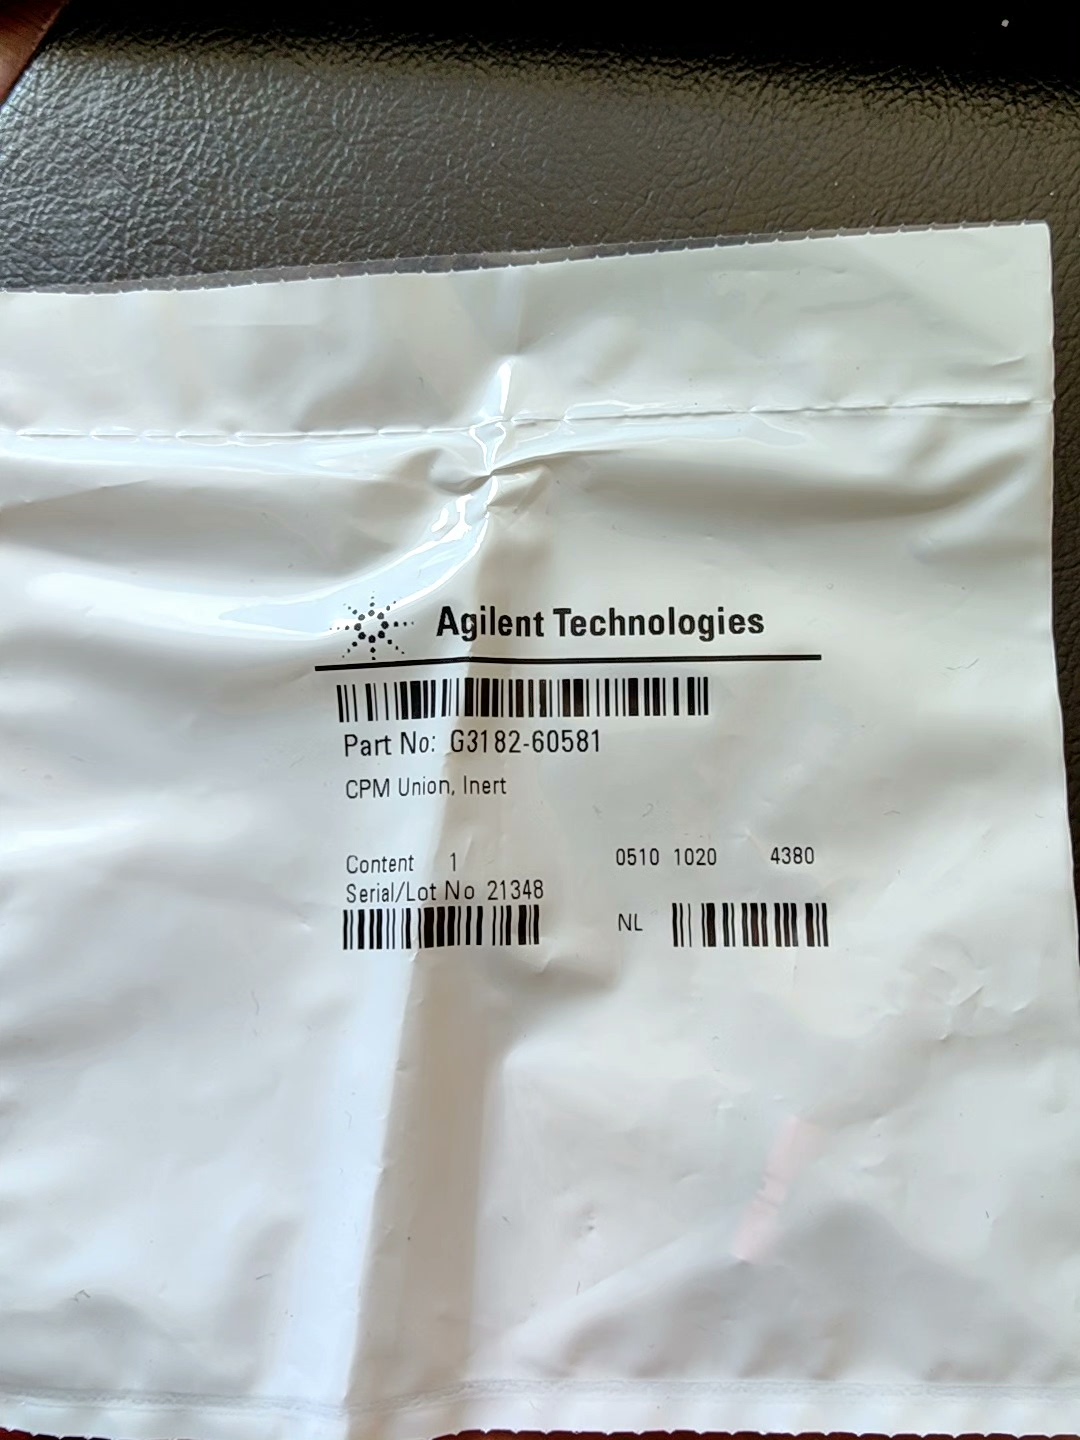 Agilent Technologies
Part No: G3182-60581
CPM Union, Inert
Content 1
0510 1020 4380
Serial/Lot No 21348
NL